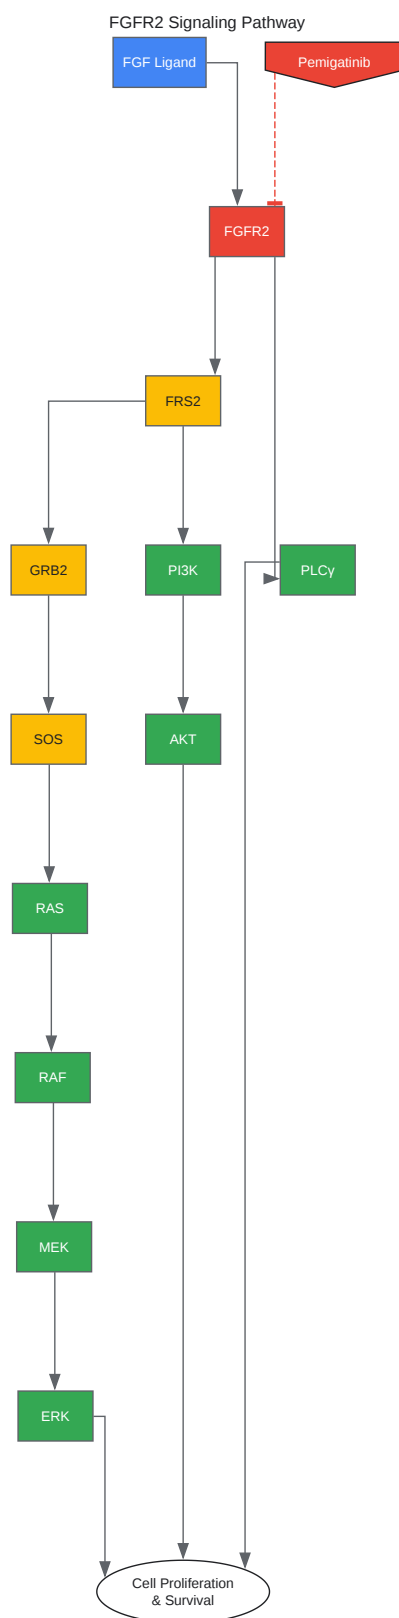 FGFR2 Signaling Pathway
FGF Ligand
Pemigatinib
FGFR2
FRS2
GRB2
PI3K
PLCγ
SOS
AKT
RAS
RAF
MEK
ERK
Cell Proliferation
& Survival